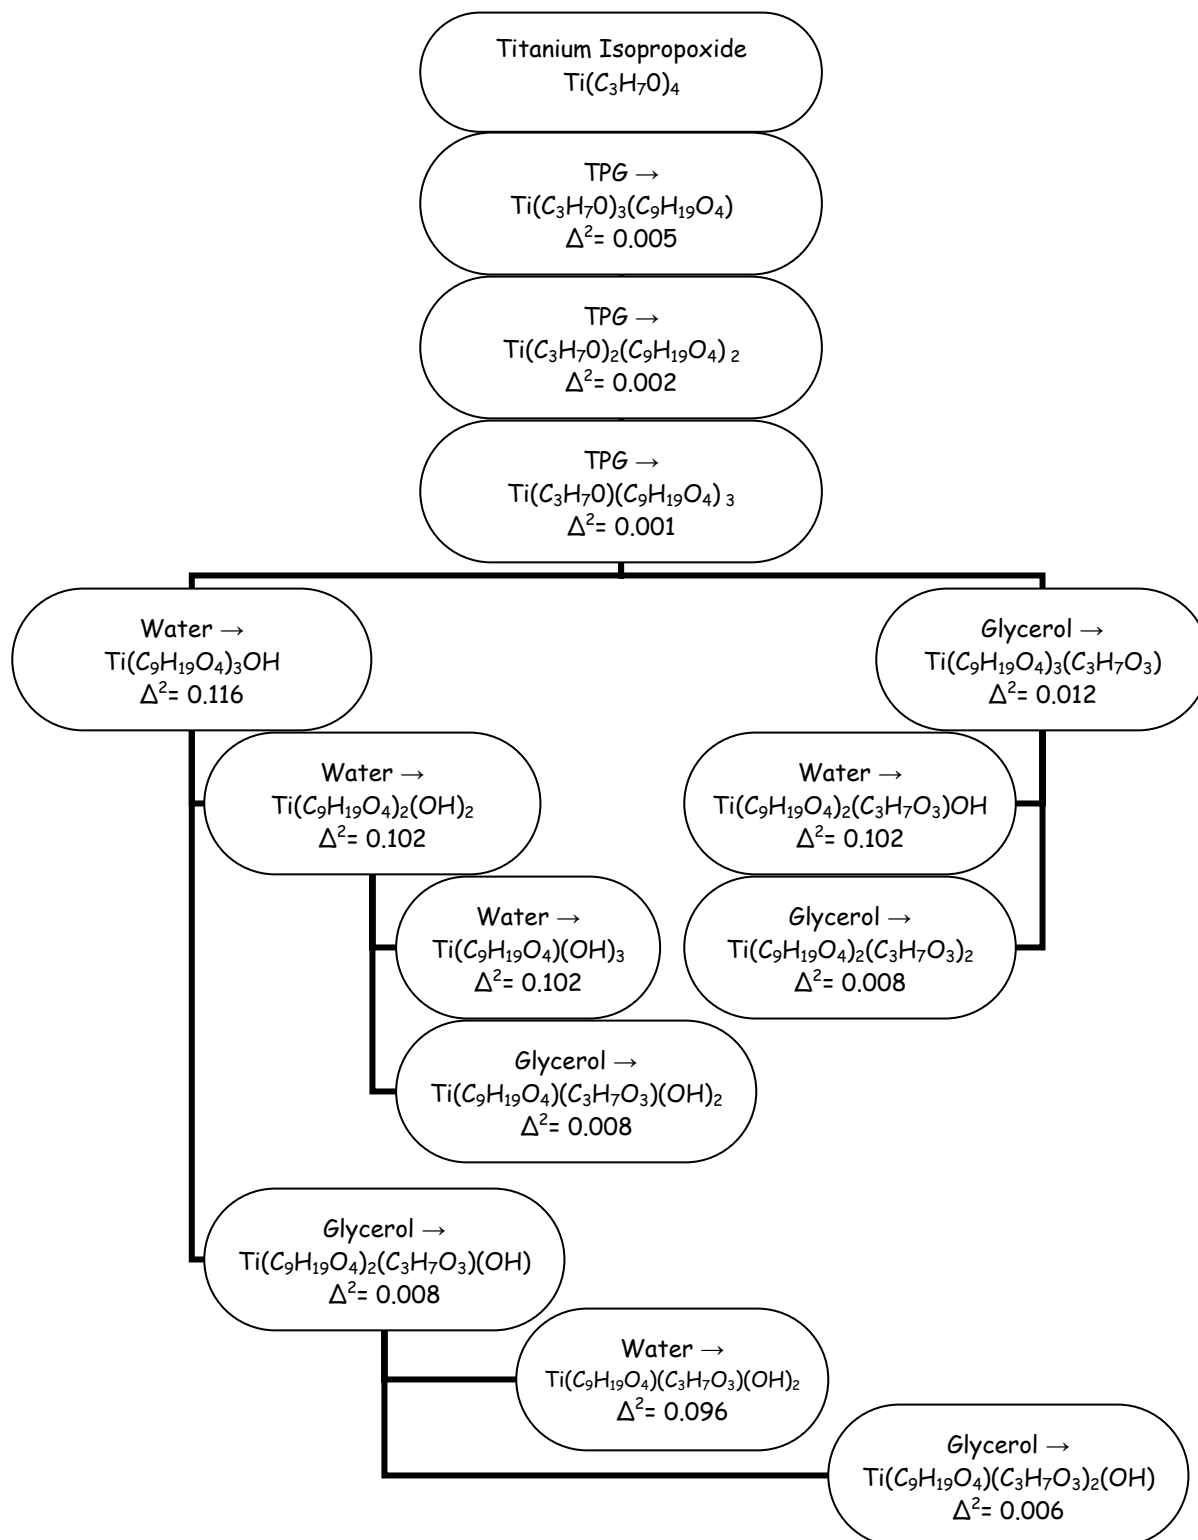 Titanium Isopropoxide
Ti(C₃H₇0)₄
TPG →
Ti(C₃H₇0)₃(C₉H₁₉O₄)
Δ²= 0.005
TPG →
Ti(C₃H₇0)₂(C₉H₁₉O₄) ₂
Δ²= 0.002
TPG →
Ti(C₃H₇0)(C₉H₁₉O₄) ₃
Δ²= 0.001
Water →
Ti(C₉H₁₉O₄)₃OH
Δ²= 0.116
Glycerol →
Ti(C₉H₁₉O₄)₃(C₃H₇O₃)
Δ²= 0.012
Water →
Ti(C₉H₁₉O₄)₂(OH)₂
Δ²= 0.102
Water →
Ti(C₉H₁₉O₄)₂(C₃H₇O₃)OH
Δ²= 0.102
Water →
Ti(C₉H₁₉O₄)(OH)₃
Δ²= 0.102
Glycerol →
Ti(C₉H₁₉O₄)₂(C₃H₇O₃)₂
Δ²= 0.008
Glycerol →
Ti(C₉H₁₉O₄)(C₃H₇O₃)(OH)₂
Δ²= 0.008
Glycerol →
Ti(C₉H₁₉O₄)₂(C₃H₇O₃)(OH)
Δ²= 0.008
Water →
Ti(C₉H₁₉O₄)(C₃H₇O₃)(OH)₂
Δ²= 0.096
Glycerol →
Ti(C₉H₁₉O₄)(C₃H₇O₃)₂(OH)
Δ²= 0.006